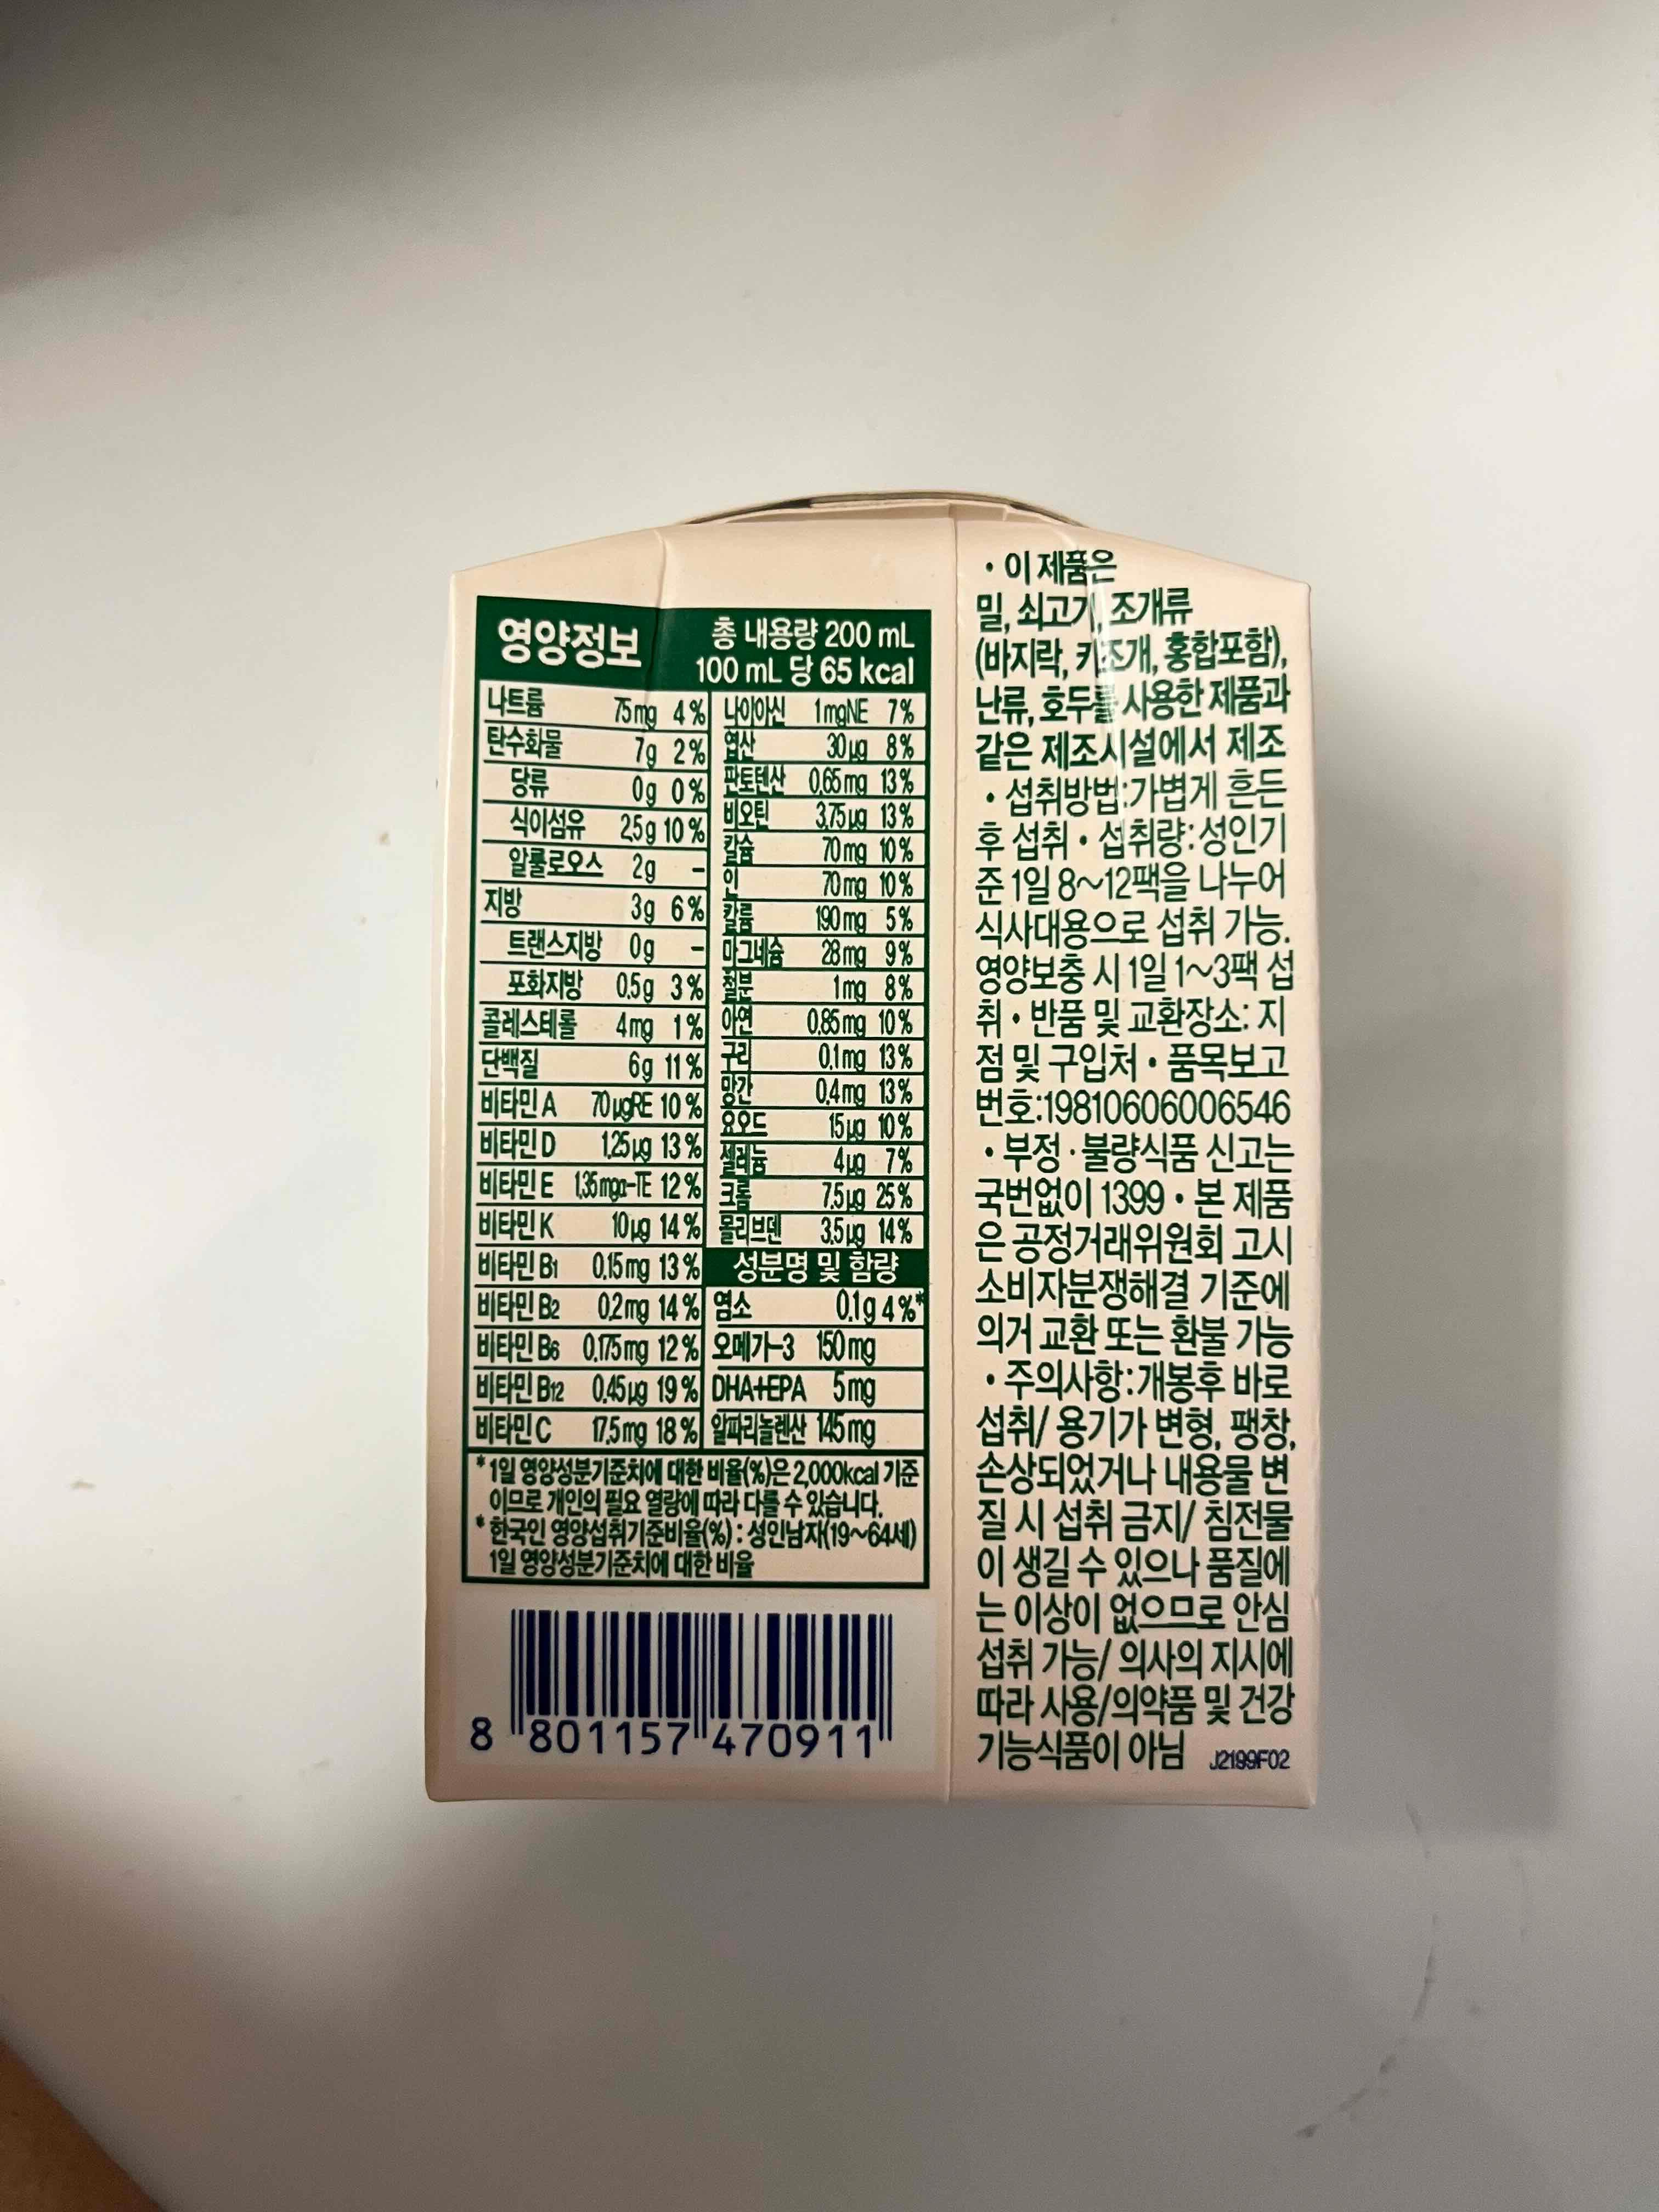 영양정보
총 내용량 200 mL
100 mL 당 65 kcal
나트륨 75mg 4%
탄수화물 7g 2%
당류 0g 0%
식이섬유 2.5g 10%
알룰로오스 2g -
지방 3g 6%
트랜스지방 0g -
포화지방 0.5g 3%
콜레스테롤 4mg 1%
단백질 6g 11%
비타민 A 70μgRE 10%
비타민 D 1.25μg 13%
비타민 E 1.35mgα-TE 12%
비타민 K 10μg 14%
비타민 B1 0.15mg 13%
비타민 B2 0.2mg 14%
비타민 B6 0.175mg 12%
비타민 B12 0.45μg 19%
비타민 C 17.5mg 18%
나이아신 1mgNE 7%
엽산 30μg 8%
판토텐산 0.65mg 13%
비오틴 3.75μg 13%
칼슘 70mg 10%
인 70mg 10%
칼륨 190mg 5%
마그네슘 28mg 9%
철분 1mg 8%
아연 0.85mg 10%
구리 0.1mg 13%
망간 0.4mg 13%
요오드 15μg 10%
셀레늄 4μg 7%
크롬 7.5μg 25%
몰리브덴 3.5μg 14%
성분명 및 함량
염소 0.1g 4%*
오메가-3 150mg
DHA+EPA 5mg
알파리놀렌산 145mg
* 1일 영양성분기준치에 대한 비율(%)은 2,000kcal 기준
이므로 개인의 필요 열량에 따라 다를 수 있습니다.
* 한국인 영양섭취기준비율(%) : 성인남자(19~64세)
1일 영양성분기준치에 대한 비율
8 801157 470911
• 이 제품은
밀, 쇠고기, 조개류
(바지락, 키조개, 홍합포함),
난류, 호두를 사용한 제품과
같은 제조시설에서 제조
• 섭취방법:가볍게 흔든
후 섭취 • 섭취량:성인기
준 1일 8~12팩을 나누어
식사대용으로 섭취 가능.
영양보충 시 1일 1~3팩 섭
취 • 반품 및 교환장소: 지
점 및 구입처 • 품목보고
번호:19810606006546
• 부정·불량식품 신고는
국번없이 1399 • 본 제품
은 공정거래위원회 고시
소비자분쟁해결 기준에
의거 교환 또는 환불 가능
• 주의사항:개봉후 바로
섭취/ 용기가 변형, 팽창,
손상되었거나 내용물 변
질 시 섭취 금지/ 침전물
이 생길 수 있으나 품질에
는 이상이 없으므로 안심
섭취 가능/ 의사의 지시에
따라 사용/의약품 및 건강
기능식품이 아님 J2199F02